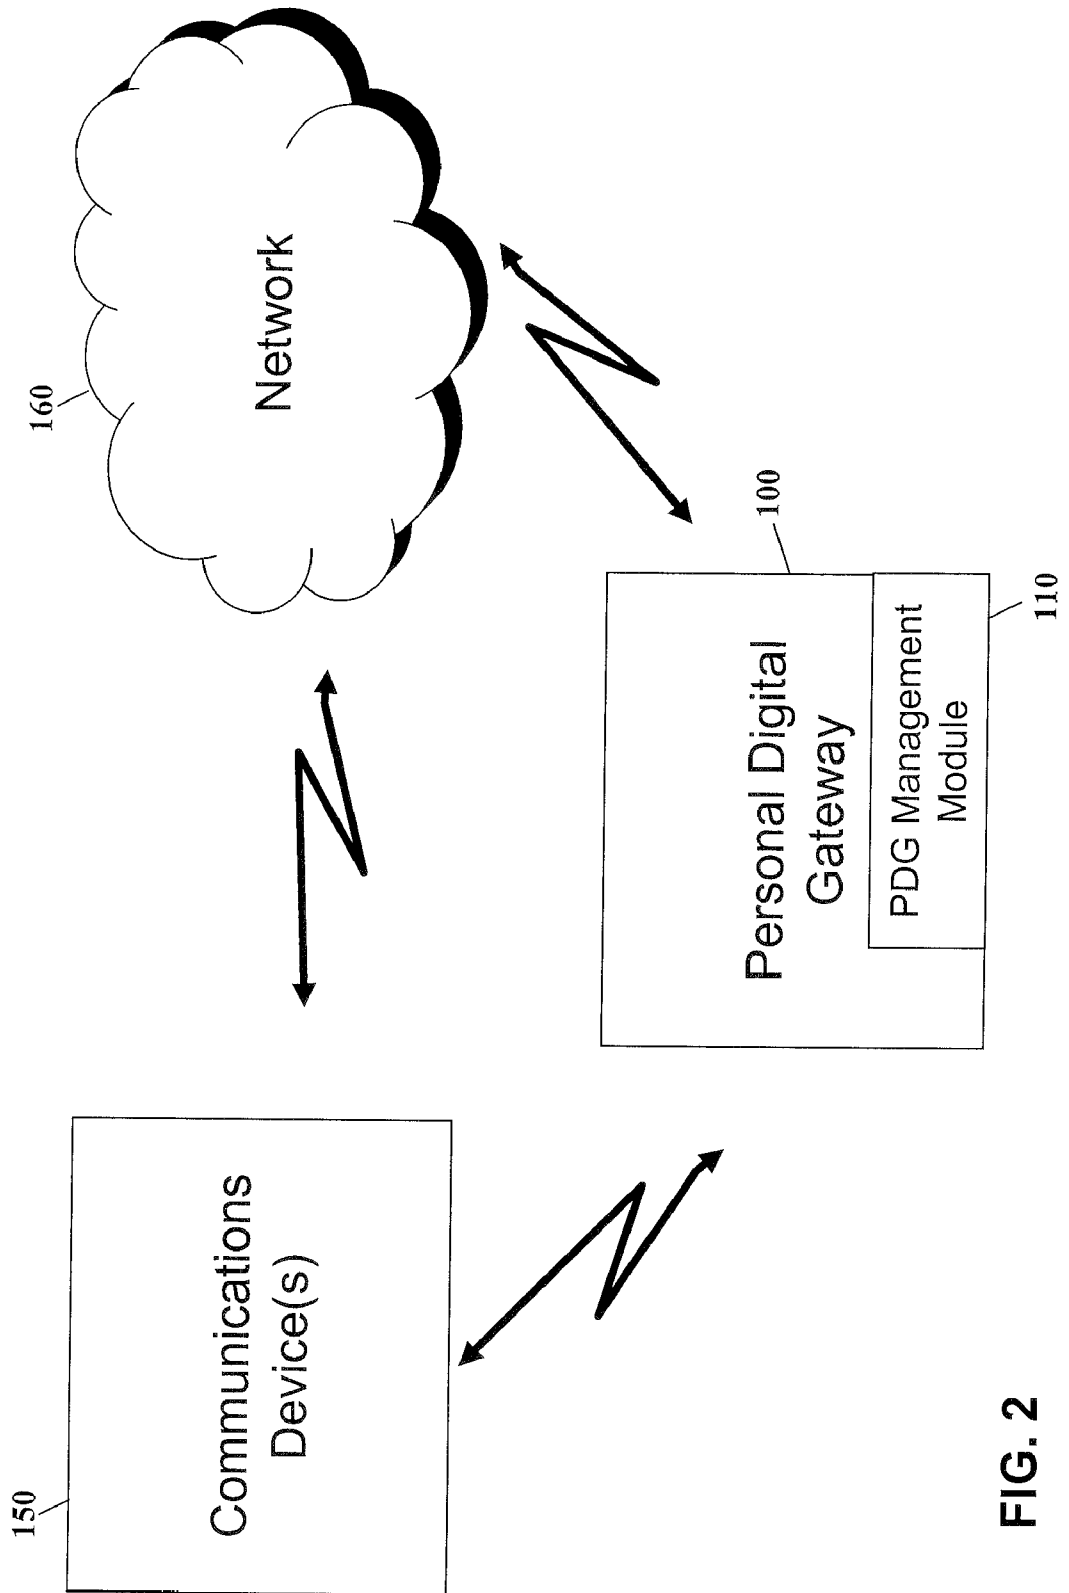 150
Communications
Device(s)
160
Network
100
Personal Digital
Gateway
PDG Management
Module
110
FIG. 2